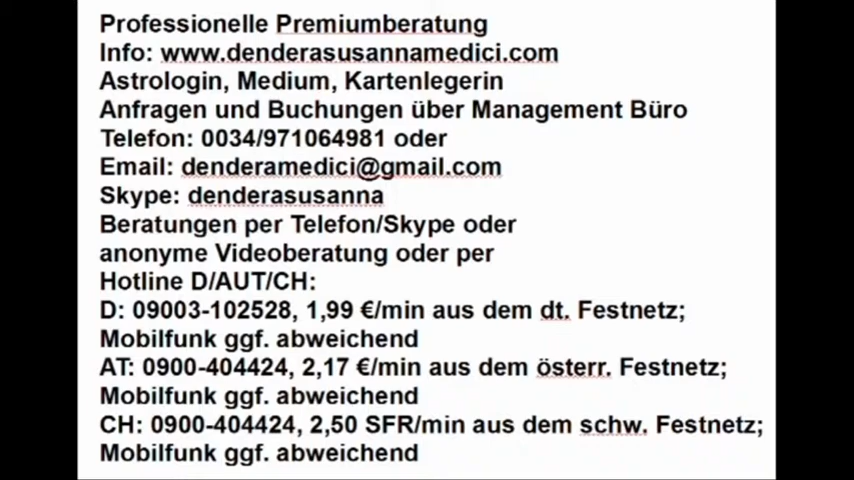 Professionelle Premiumberatung
Info: www.denderasusannamedici.com
Astrologin, Medium, Kartenlegerin
Anfragen und Buchungen über Management Büro
Telefon: 0034/971064981 oder
Email: denderamedici@gmail.com
Skype: denderasusanna
Beratungen per Telefon/Skype oder
anonyme Videoberatung oder per
Hotline D/AUT/CH:
D: 09003-102528, 1,99 €/min aus dem dt. Festnetz;
Mobilfunk ggf. abweichend
AT: 0900-404424, 2,17 €/min aus dem österr. Festnetz;
Mobilfunk ggf. abweichend
CH: 0900-404424, 2,50 SFR/min aus dem schw. Festnetz;
Mobilfunk ggf. abweichend